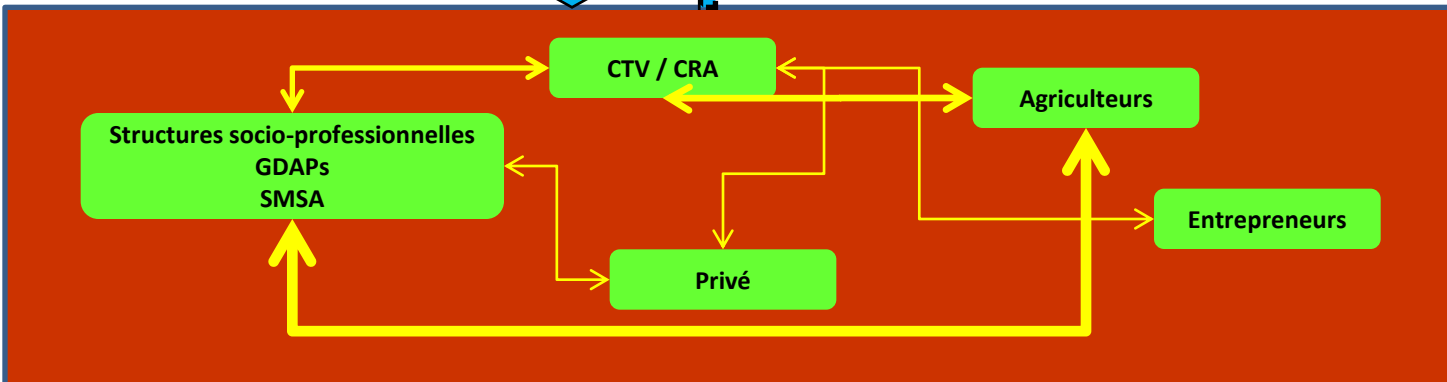 CTV / CRA
Agriculteurs
Structures socio-professionnelles
GDAPs
SMSA
Entrepreneurs
Privé